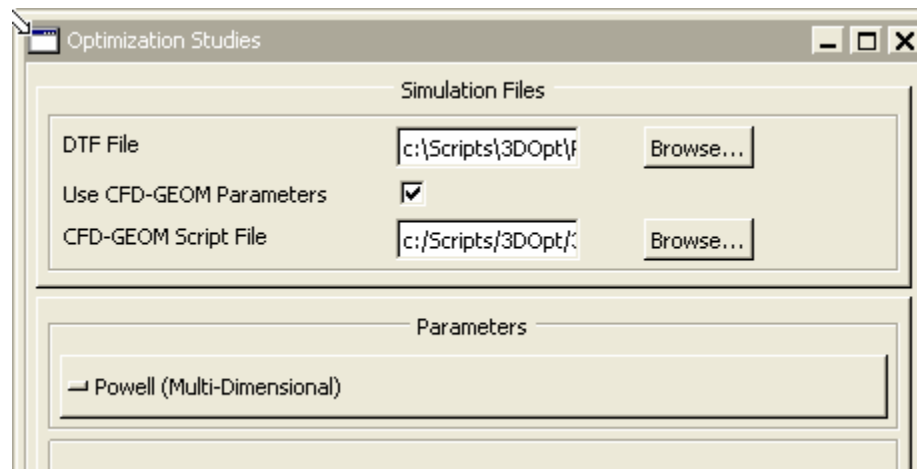 Optimization Studies
Simulation Files
DTF File c:\Scripts\3DOpt\ Browse...
Use CFD-GEOM Parameters
CFD-GEOM Script File c:/Scripts/3DOpt/ Browse...
Parameters
Powell (Multi-Dimensional)